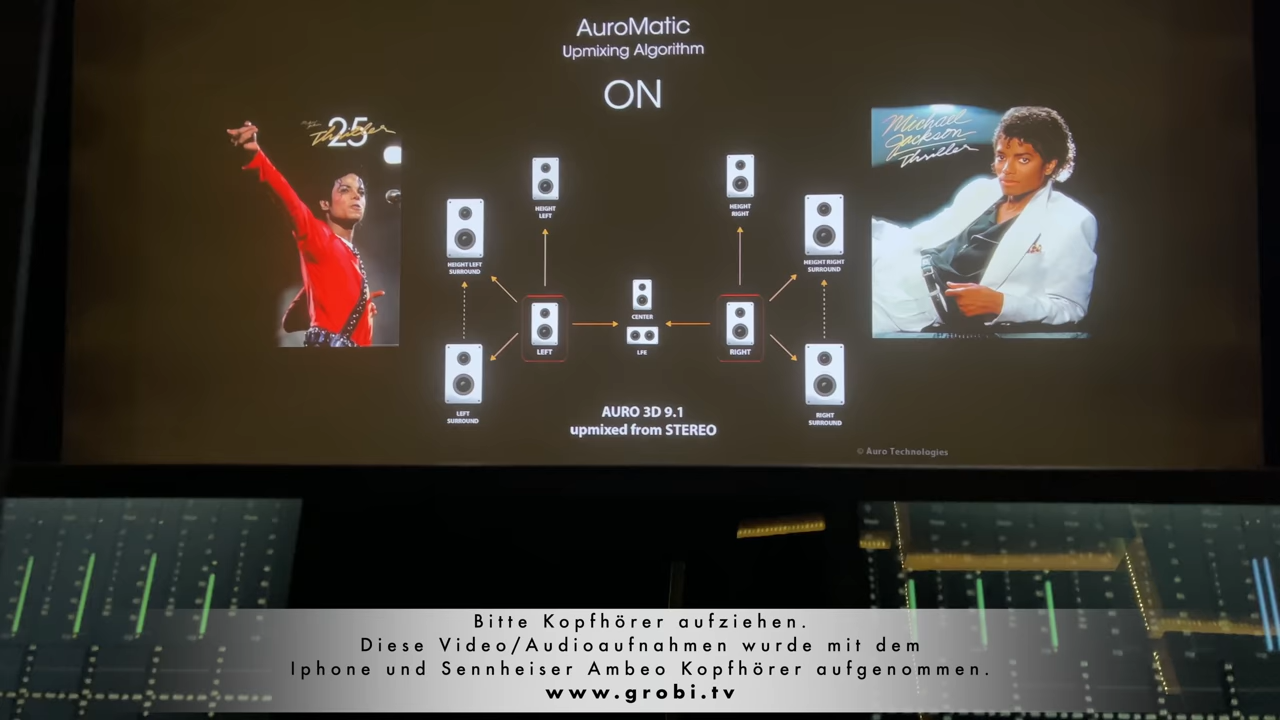 AuroMatic
Upmixing Algorithm
ON
Thriller
25
Michael
Jackson
Thriller
HEIGHT
LEFT
HEIGHT
RIGHT
HEIGHT LEFT
SURROUND
HEIGHT RIGHT
SURROUND
CENTER
LEFT
LFE
RIGHT
LEFT
SURROUND
RIGHT
SURROUND
AURO 3D 9.1
upmixed from STEREO
© Auro Technologies
Bitte Kopfhörer aufziehen.
Diese Video/Audioaufnahmen wurde mit dem
Iphone und Sennheiser Ambeo Kopfhörer aufgenommen.
www.grobi.tv